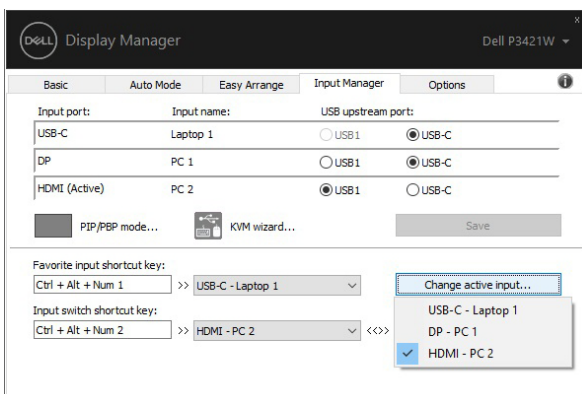 x
DELL Display Manager Dell P3421W
Basic Auto Mode Easy Arrange Input Manager Options i
Input port: Input name: USB upstream port:
USB-C Laptop 1 USB1 USB-C
DP PC 1 USB1 USB-C
HDMI (Active) PC 2 USB1 USB-C
PIP/PBP mode... KVM wizard... Save
Favorite input shortcut key:
Ctrl + Alt + Num 1 >> USB-C - Laptop 1 Change active input...
Input switch shortcut key:
Ctrl + Alt + Num 2 >> HDMI - PC 2 <<>>
USB-C - Laptop 1
DP - PC 1
HDMI - PC 2